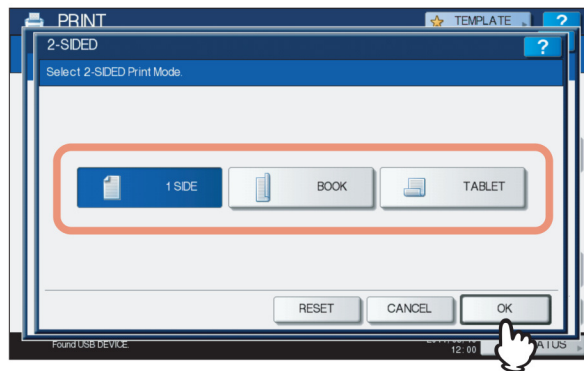 PRINT
TEMPLATE
?
2-SIDED
?
Select 2-SIDED Print Mode.
1 SIDE
BOOK
TABLET
RESET
CANCEL
OK
Found USB DEVICE.
12:00